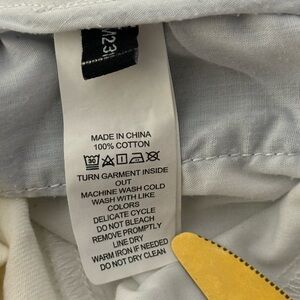 MADE IN CHINA
100% COTTON
30
TURN GARMENT INSIDE
OUT
MACHINE WASH COLD
WASH WITH LIKE
COLORS
DELICATE CYCLE
DO NOT BLEACH
REMOVE PROMPTLY
LINE DRY
WARM IRON IF NEEDED
DO NOT DRY CLEAN